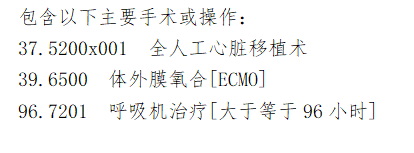 包含以下主要手术或操作：
37.5200x001 全人工心脏移植术
39.6500 体外膜氧合[ECMO]
96.7201 呼吸机治疗[大于等于 96 小时]